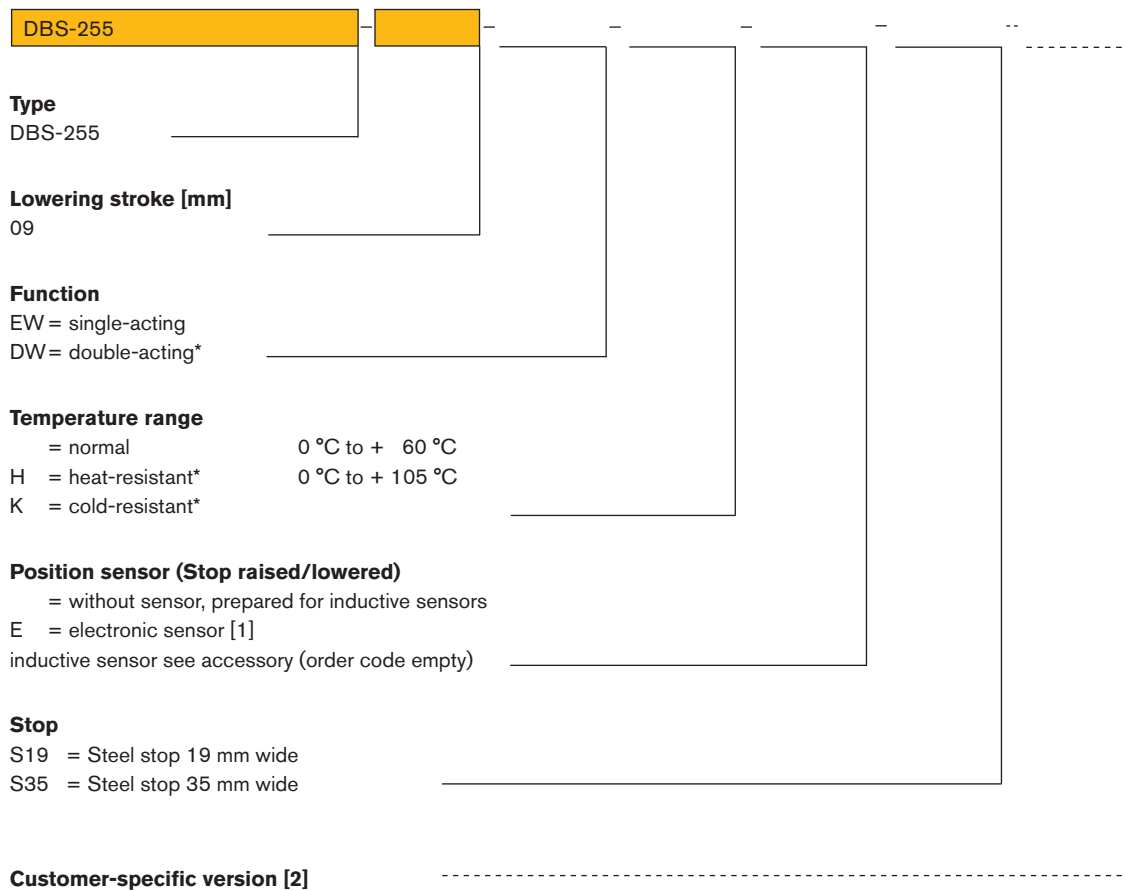 DBS-255 - - - - - --
Type
DBS-255
Lowering stroke [mm]
09
Function
EW = single-acting
DW = double-acting*
Temperature range
= normal 0 °C to + 60 °C
H = heat-resistant* 0 °C to + 105 °C
K = cold-resistant*
Position sensor (Stop raised/lowered)
= without sensor, prepared for inductive sensors
E = electronic sensor [1]
inductive sensor see accessory (order code empty)
Stop
S19 = Steel stop 19 mm wide
S35 = Steel stop 35 mm wide
Customer-specific version [2]